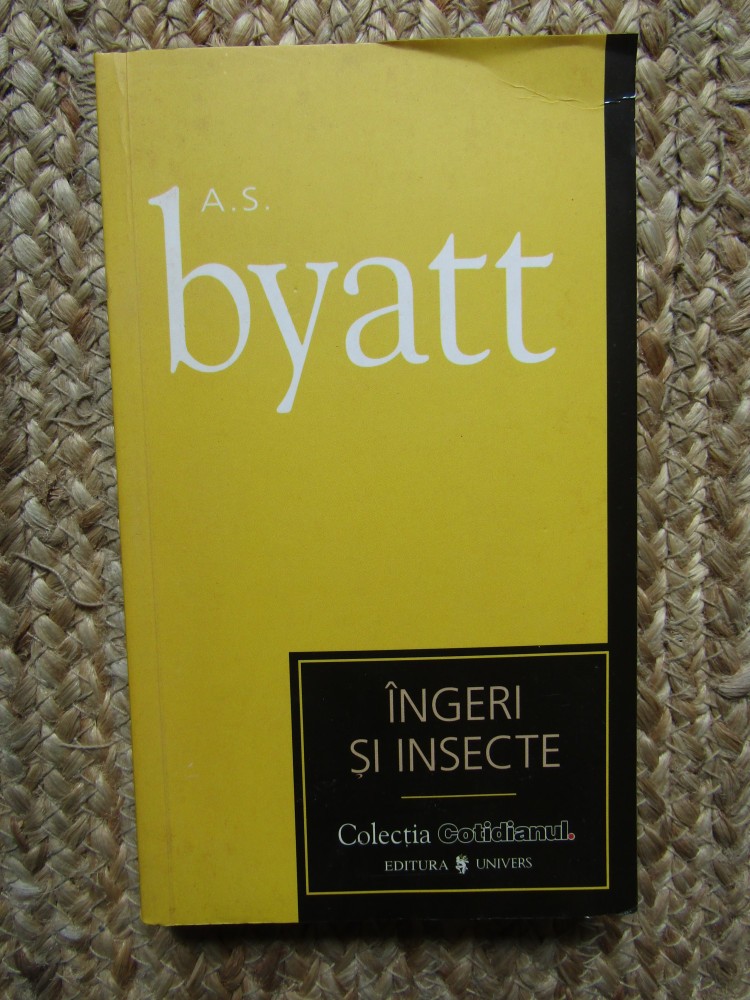 A.S.
byatt
ÎNGERI
ȘI INSECTE
Colecția Cotidianul.
EDITURA UNIVERS